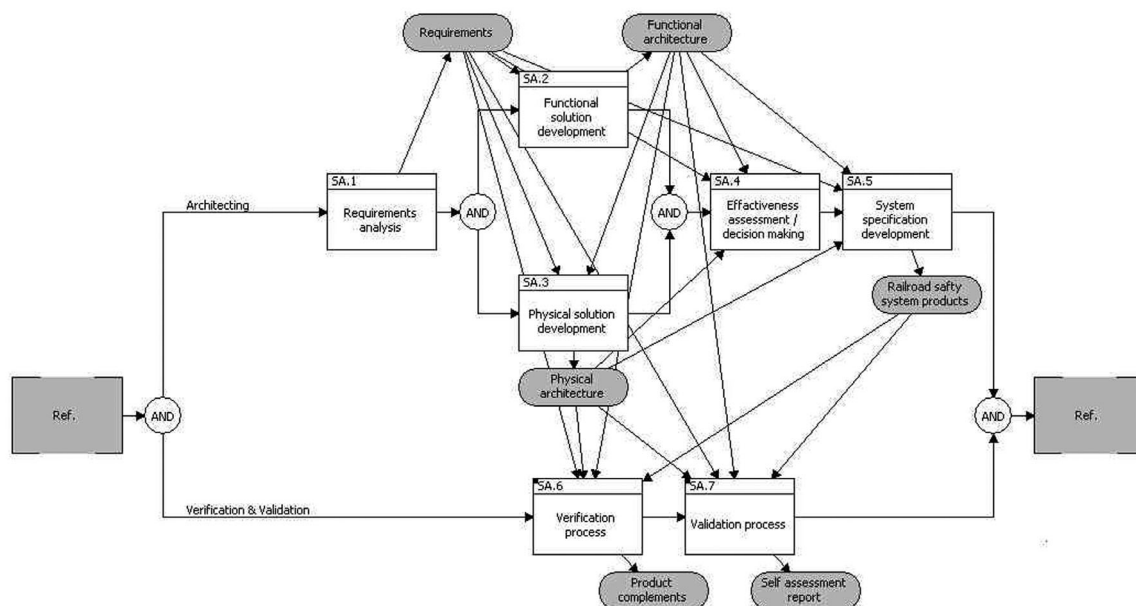 Requirements
Functional
architecture
SA.2
Functional
solution
development
SA.1
Requirements
analysis
AND
AND
SA.4
Effectiveness
assessment /
decision making
SA.5
System
specification
development
Architecting
SA.3
Physical solution
development
Railroad safty
system products
Physical
architecture
Ref.
AND
AND
Ref.
SA.6
Verification
process
SA.7
Validation process
Verification & Validation
Product
complements
Self assessment
report